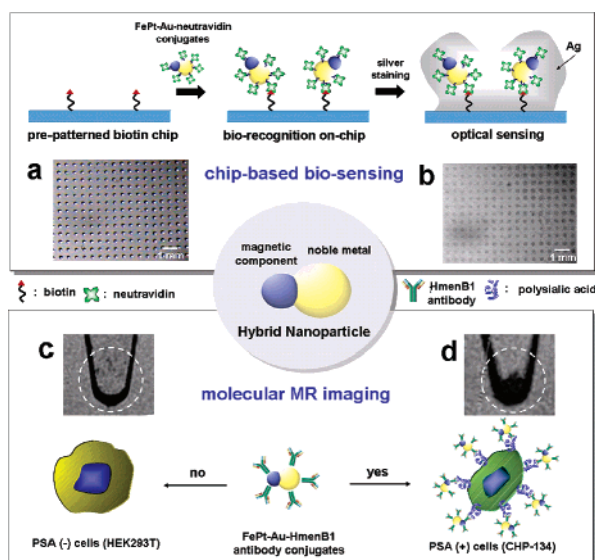 FePt-Au-neutravidin
conjugates
silver
staining
Ag
pre-patterned biotin chip
bio-recognition on-chip
optical sensing
a
chip-based bio-sensing
b
1 mm
1 mm
magnetic
component
noble metal
Hybrid Nanoparticle
: biotin
: neutravidin
HmenB1
antibody
: polysialic acid
c
molecular MR imaging
d
no
yes
PSA (-) cells (HEK293T)
FePt-Au-HmenB1
antibody conjugates
PSA (+) cells (CHP-134)